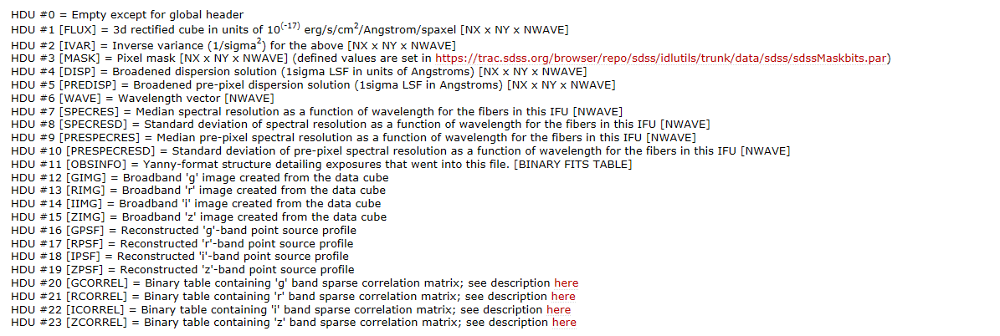 HDU #0 = Empty except for global header
HDU #1 [FLUX] = 3d rectified cube in units of 10^(-17) erg/s/cm^2/Angstrom/spaxel [NX x NY x NWAVE]
HDU #2 [IVAR] = Inverse variance (1/sigma^2) for the above [NX x NY x NWAVE]
HDU #3 [MASK] = Pixel mask [NX x NY x NWAVE] (defined values are set in https://trac.sdss.org/browser/repo/sdss/idlutils/trunk/data/sdss/sdssMaskbits.par)
HDU #4 [DISP] = Broadened dispersion solution (1sigma LSF in units of Angstroms) [NX x NY x NWAVE]
HDU #5 [PREDISP] = Broadened pre-pixel dispersion solution (1sigma LSF in Angstroms) [NX x NY x NWAVE]
HDU #6 [WAVE] = Wavelength vector [NWAVE]
HDU #7 [SPECRES] = Median spectral resolution as a function of wavelength for the fibers in this IFU [NWAVE]
HDU #8 [SPECRESD] = Standard deviation of spectral resolution as a function of wavelength for the fibers in this IFU [NWAVE]
HDU #9 [PRESPECRES] = Median pre-pixel spectral resolution as a function of wavelength for the fibers in this IFU [NWAVE]
HDU #10 [PRESPECRESD] = Standard deviation of pre-pixel spectral resolution as a function of wavelength for the fibers in this IFU [NWAVE]
HDU #11 [OBSINFO] = Yanny-format structure detailing exposures that went into this file. [BINARY FITS TABLE]
HDU #12 [GIMG] = Broadband 'g' image created from the data cube
HDU #13 [RIMG] = Broadband 'r' image created from the data cube
HDU #14 [IIMG] = Broadband 'i' image created from the data cube
HDU #15 [ZIMG] = Broadband 'z' image created from the data cube
HDU #16 [GPSF] = Reconstructed 'g'-band point source profile
HDU #17 [RPSF] = Reconstructed 'r'-band point source profile
HDU #18 [IPSF] = Reconstructed 'i'-band point source profile
HDU #19 [ZPSF] = Reconstructed 'z'-band point source profile
HDU #20 [GCORREL] = Binary table containing 'g' band sparse correlation matrix; see description here
HDU #21 [RCORREL] = Binary table containing 'r' band sparse correlation matrix; see description here
HDU #22 [ICORREL] = Binary table containing 'i' band sparse correlation matrix; see description here
HDU #23 [ZCORREL] = Binary table containing 'z' band sparse correlation matrix; see description here